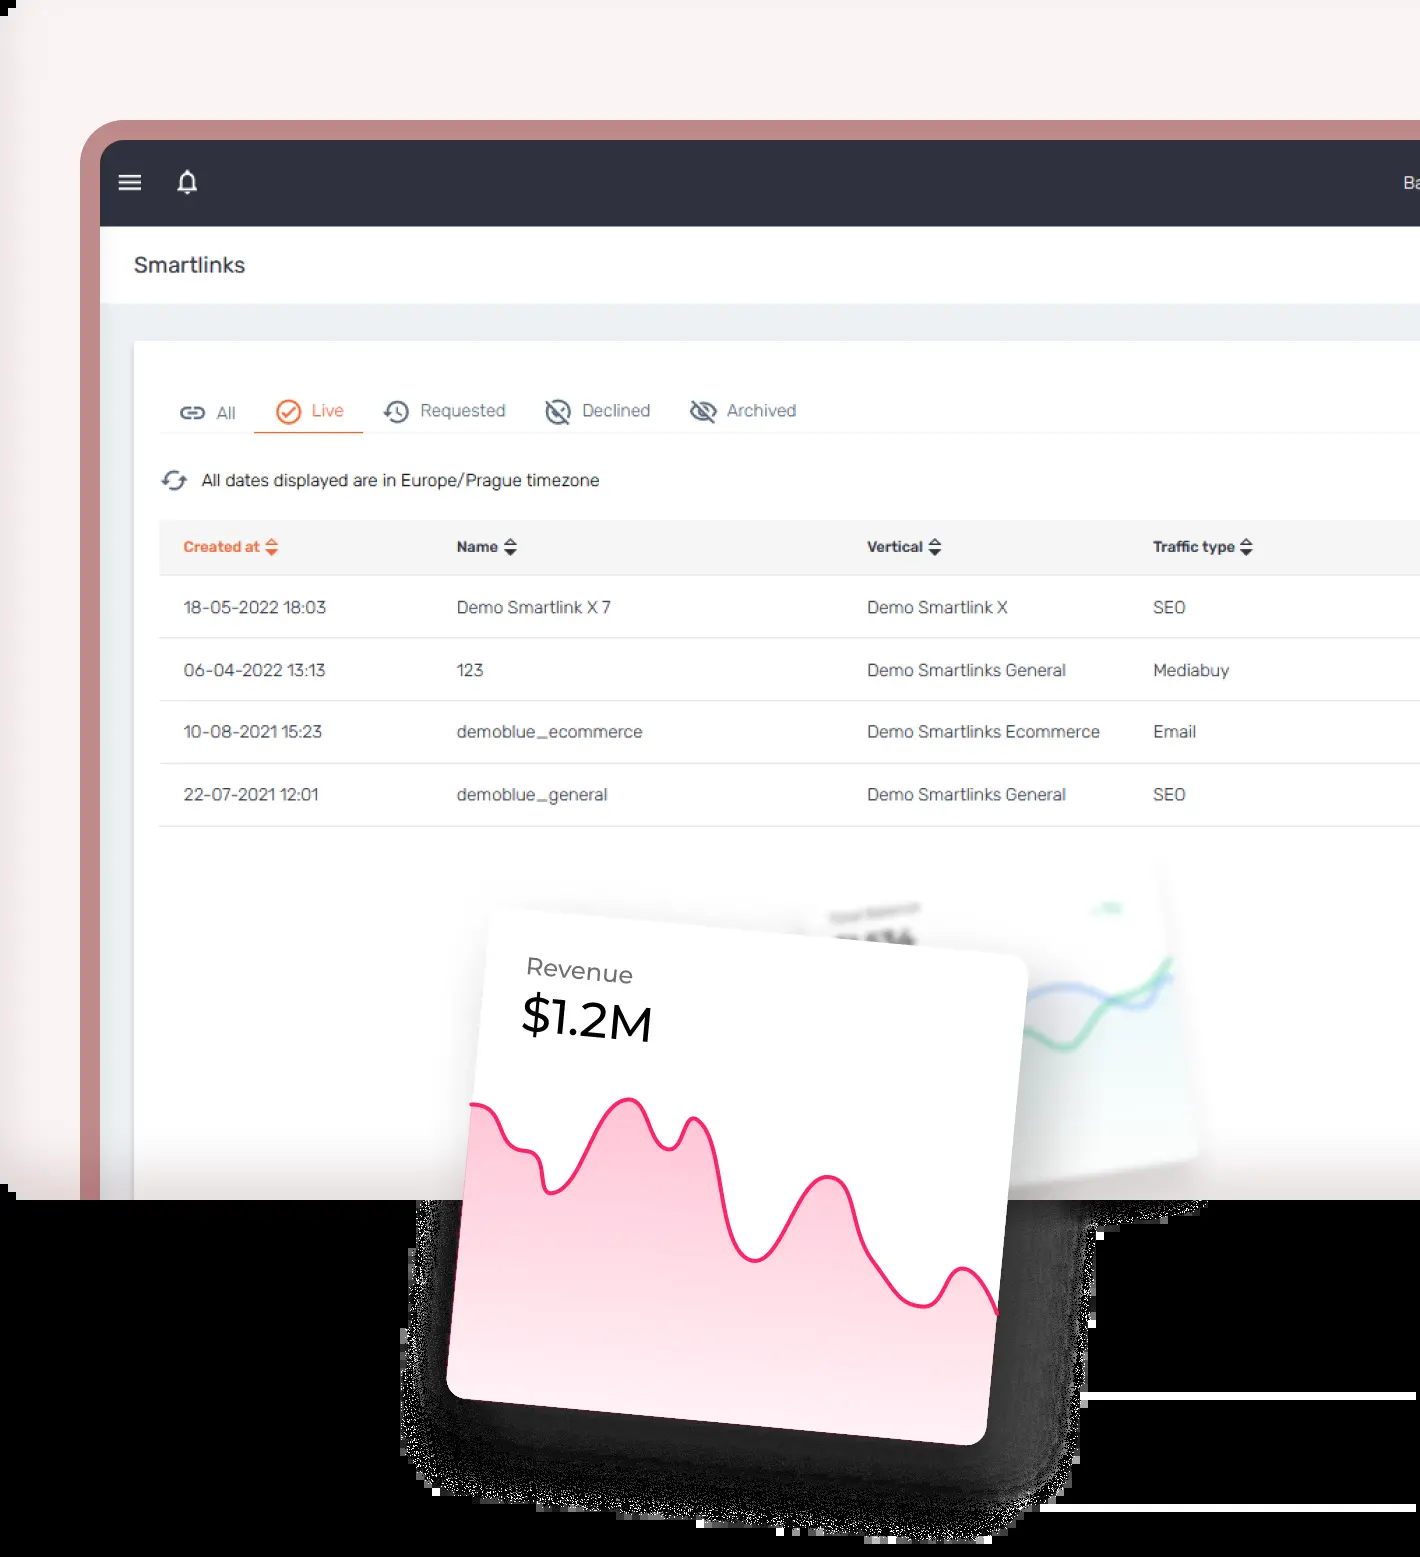 Smartlinks
All Live Requested Declined Archived
All dates displayed are in Europe/Prague timezone
Created at Name Vertical Traffic type
18-05-2022 18:03 Demo Smartlink X 7 Demo Smartlink X SEO
06-04-2022 13:13 123 Demo Smartlinks General Mediabuy
10-08-2021 15:23 demoblue_ecommerce Demo Smartlinks Ecommerce Email
22-07-2021 12:01 demoblue_general Demo Smartlinks General SEO
Revenue
$1.2M